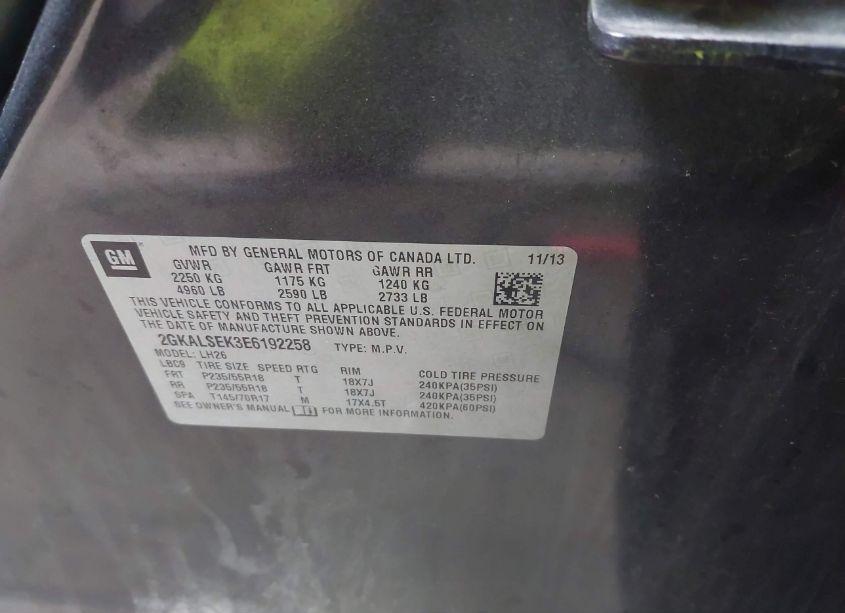 GM
MFD BY GENERAL MOTORS OF CANADA LTD. 11/13
GVWR GAWR FRT GAWR RR
2250 KG 1175 KG 1240 KG
4960 LB 2590 LB 2733 LB
THIS VEHICLE CONFORMS TO ALL APPLICABLE U.S. FEDERAL MOTOR
VEHICLE SAFETY AND THEFT PREVENTION STANDARDS IN EFFECT ON
THE DATE OF MANUFACTURE SHOWN ABOVE.
2GKALSEK3E6192258 TYPE: M.P.V.
MODEL: LH26
LBC9 TIRE SIZE SPEED RTG RIM COLD TIRE PRESSURE
FRT P235/55R18 T 18X7J 240KPA(35PSI)
RR P235/55R18 T 18X7J 240KPA(35PSI)
SPA T145/70R17 M 17X4.5T 420KPA(60PSI)
SEE OWNER'S MANUAL FOR MORE INFORMATION.